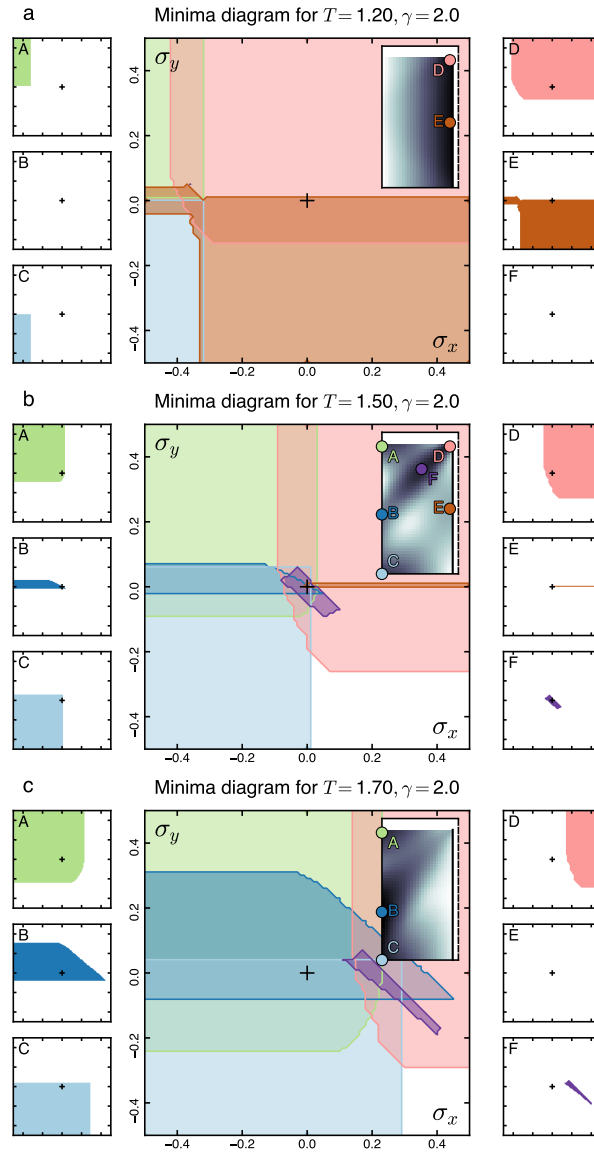 a
Minima diagram for T = 1.20, γ = 2.0
A
B
C
σy
0.4
0.2
0.0
−0.2
−0.4
−0.4
−0.2
0.0
0.2
0.4
σx
D
E
D
E
F
b
Minima diagram for T = 1.50, γ = 2.0
A
B
C
σy
0.4
0.2
0.0
−0.2
−0.4
−0.4
−0.2
0.0
0.2
0.4
σx
A
D
F
B
E
C
D
E
F
c
Minima diagram for T = 1.70, γ = 2.0
A
B
C
σy
0.4
0.2
0.0
−0.2
−0.4
−0.4
−0.2
0.0
0.2
0.4
σx
A
B
C
D
E
F